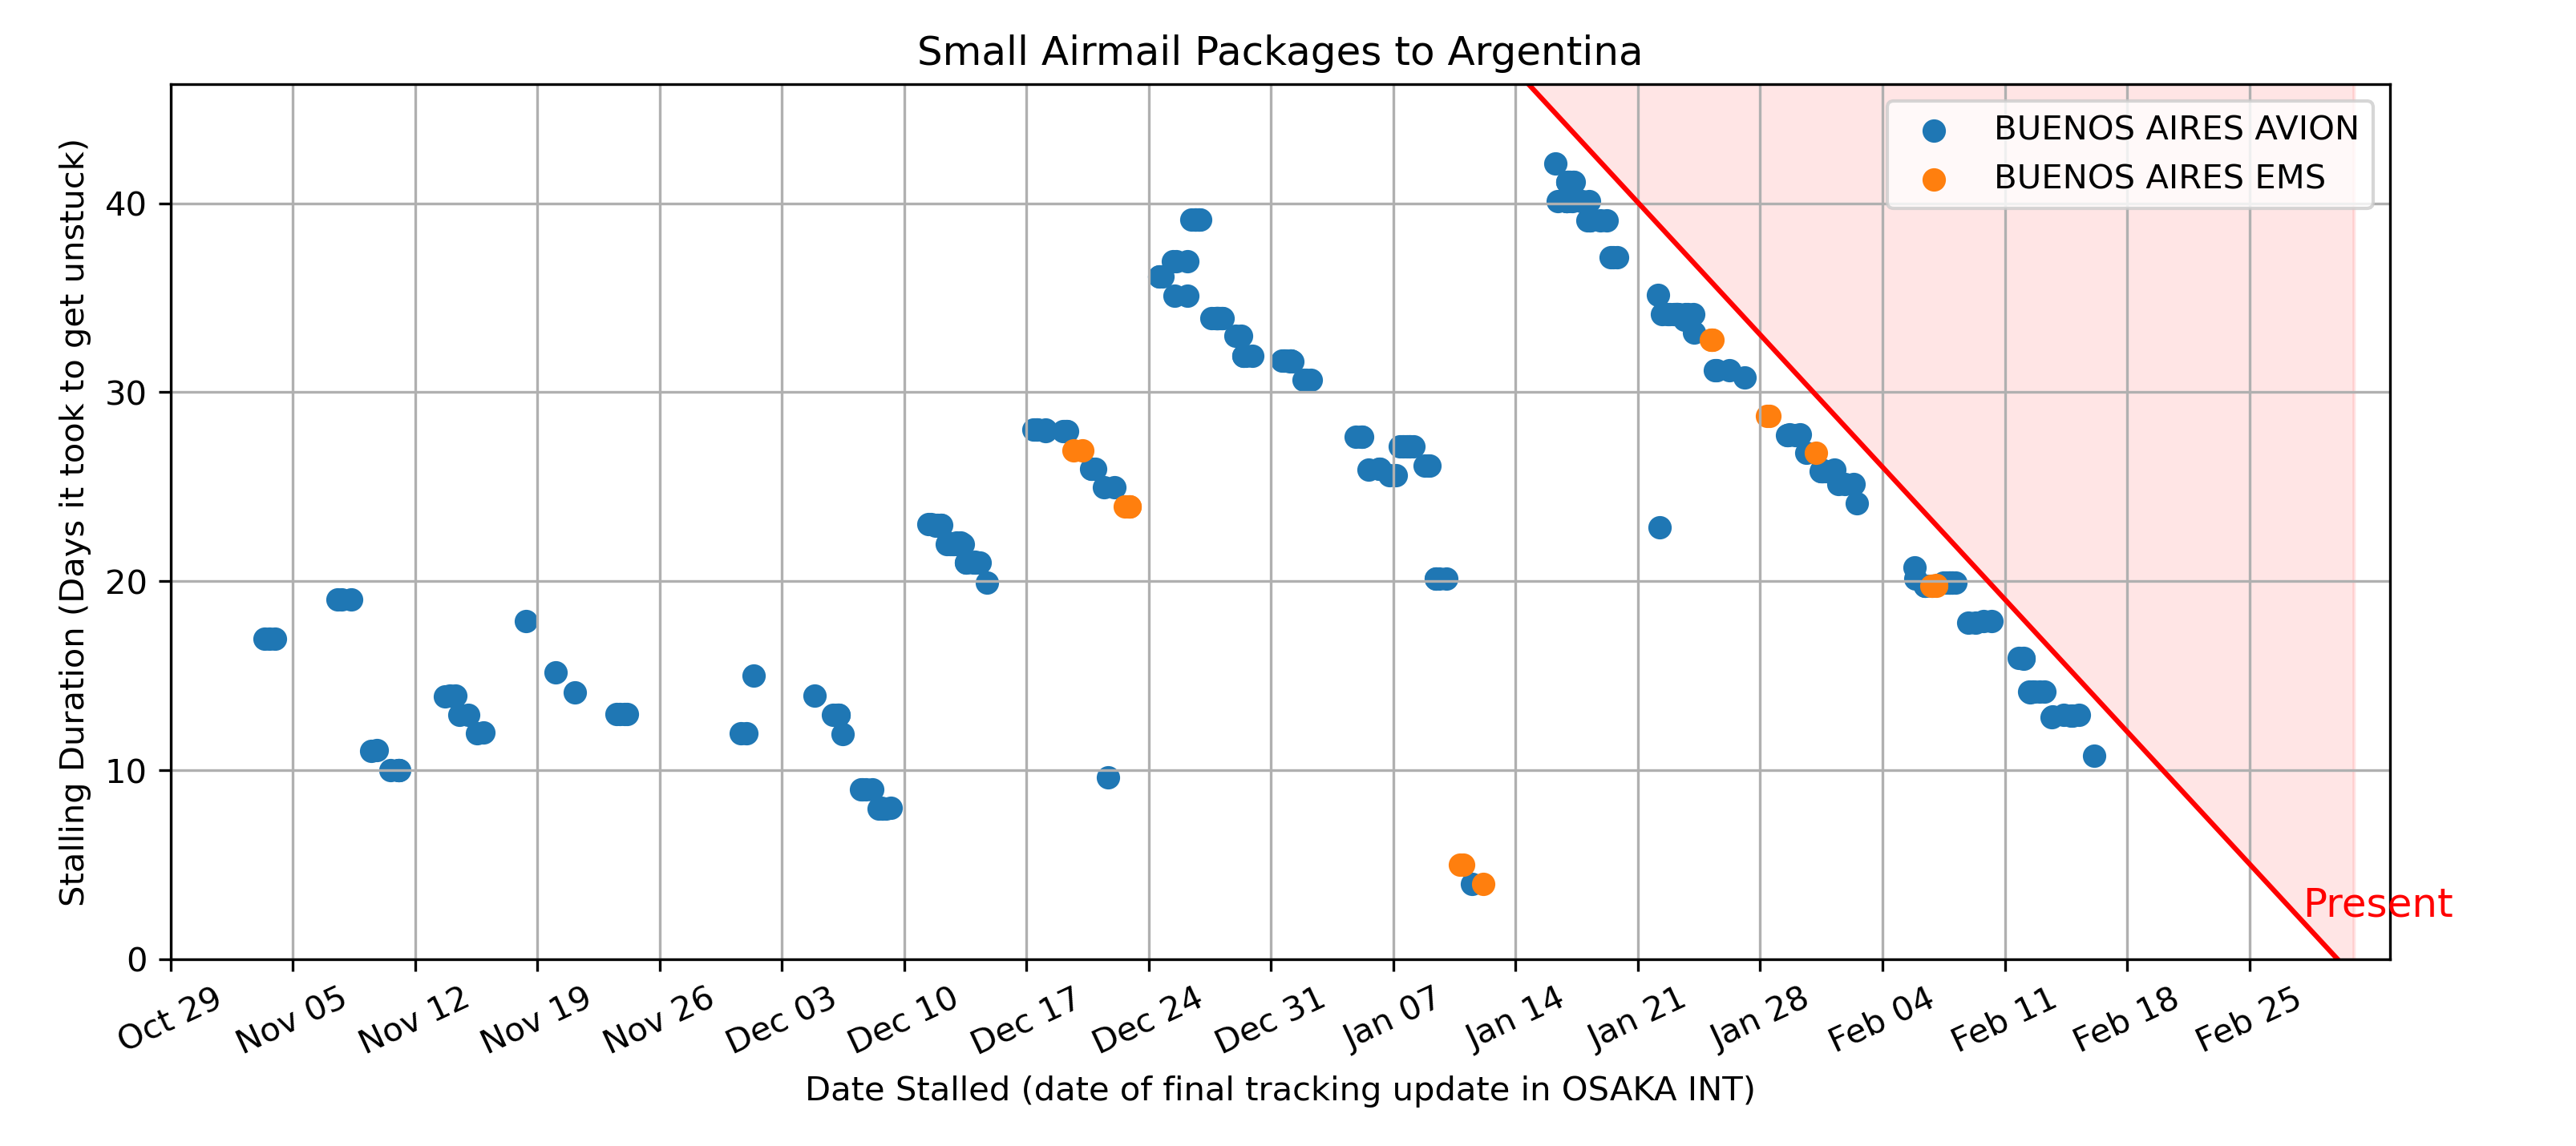 Small Airmail Packages to Argentina
BUENOS AIRES AVION
BUENOS AIRES EMS
Stalling Duration (Days it took to get unstuck)
40
30
20
10
0
Present
Oct 29
Nov 05
Nov 12
Nov 19
Nov 26
Dec 03
Dec 10
Dec 17
Dec 24
Dec 31
Jan 07
Jan 14
Jan 21
Jan 28
Feb 04
Feb 11
Feb 18
Feb 25
Date Stalled (date of final tracking update in OSAKA INT)